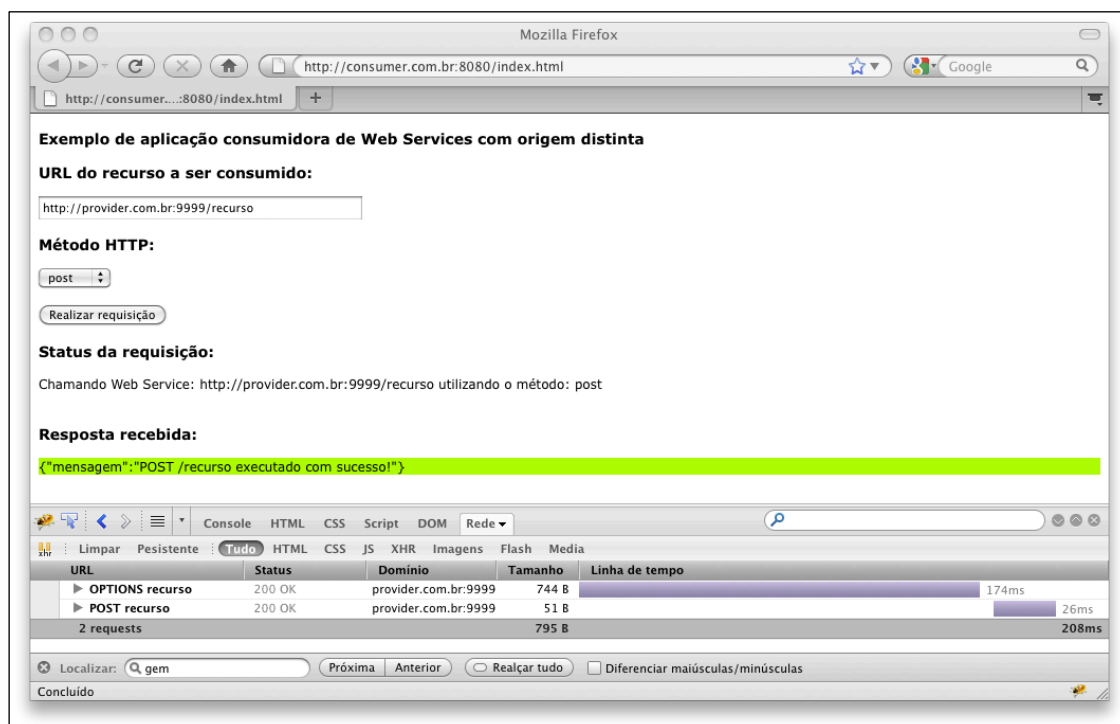 Mozilla Firefox
http://consumer.com.br:8080/index.html
Google
http://consumer....:8080/index.html +
Exemplo de aplicação consumidora de Web Services com origem distinta
URL do recurso a ser consumido:
http://provider.com.br:9999/recurso
Método HTTP:
post
Realizar requisição
Status da requisição:
Chamando Web Service: http://provider.com.br:9999/recurso utilizando o método: post
Resposta recebida:
{"mensagem":"POST /recurso executado com sucesso!"}
Console HTML CSS Script DOM Rede
xhr Limpar Pesistente Tudo HTML CSS JS XHR Imagens Flash Media
URL Status Domínio Tamanho Linha de tempo
OPTIONS recurso 200 OK provider.com.br:9999 744 B 174ms
POST recurso 200 OK provider.com.br:9999 51 B 26ms
2 requests 795 B 208ms
Localizar: gem Próxima Anterior Realçar tudo Diferenciar maiúsculas/minúsculas
Concluído